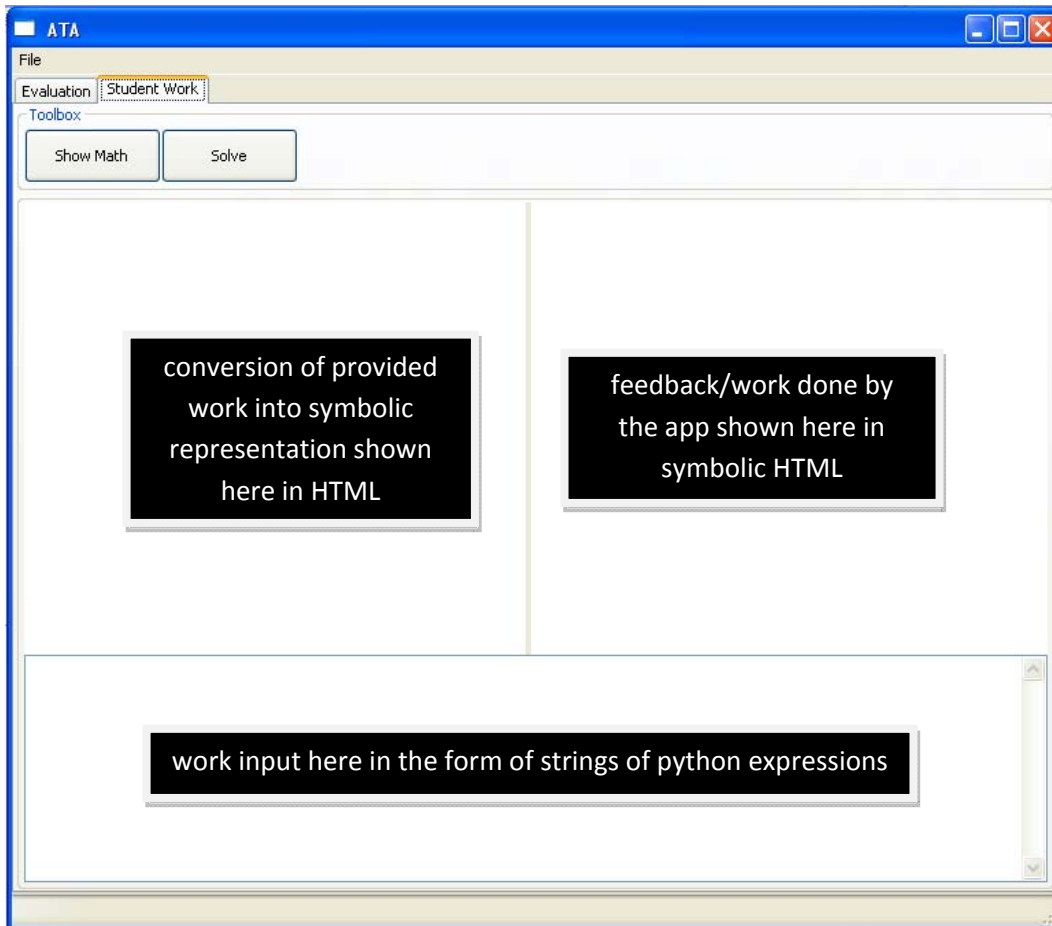 ATA
File
Evaluation Student Work
Toolbox
Show Math Solve
conversion of provided
work into symbolic
representation shown
here in HTML
feedback/work done by
the app shown here in
symbolic HTML
work input here in the form of strings of python expressions